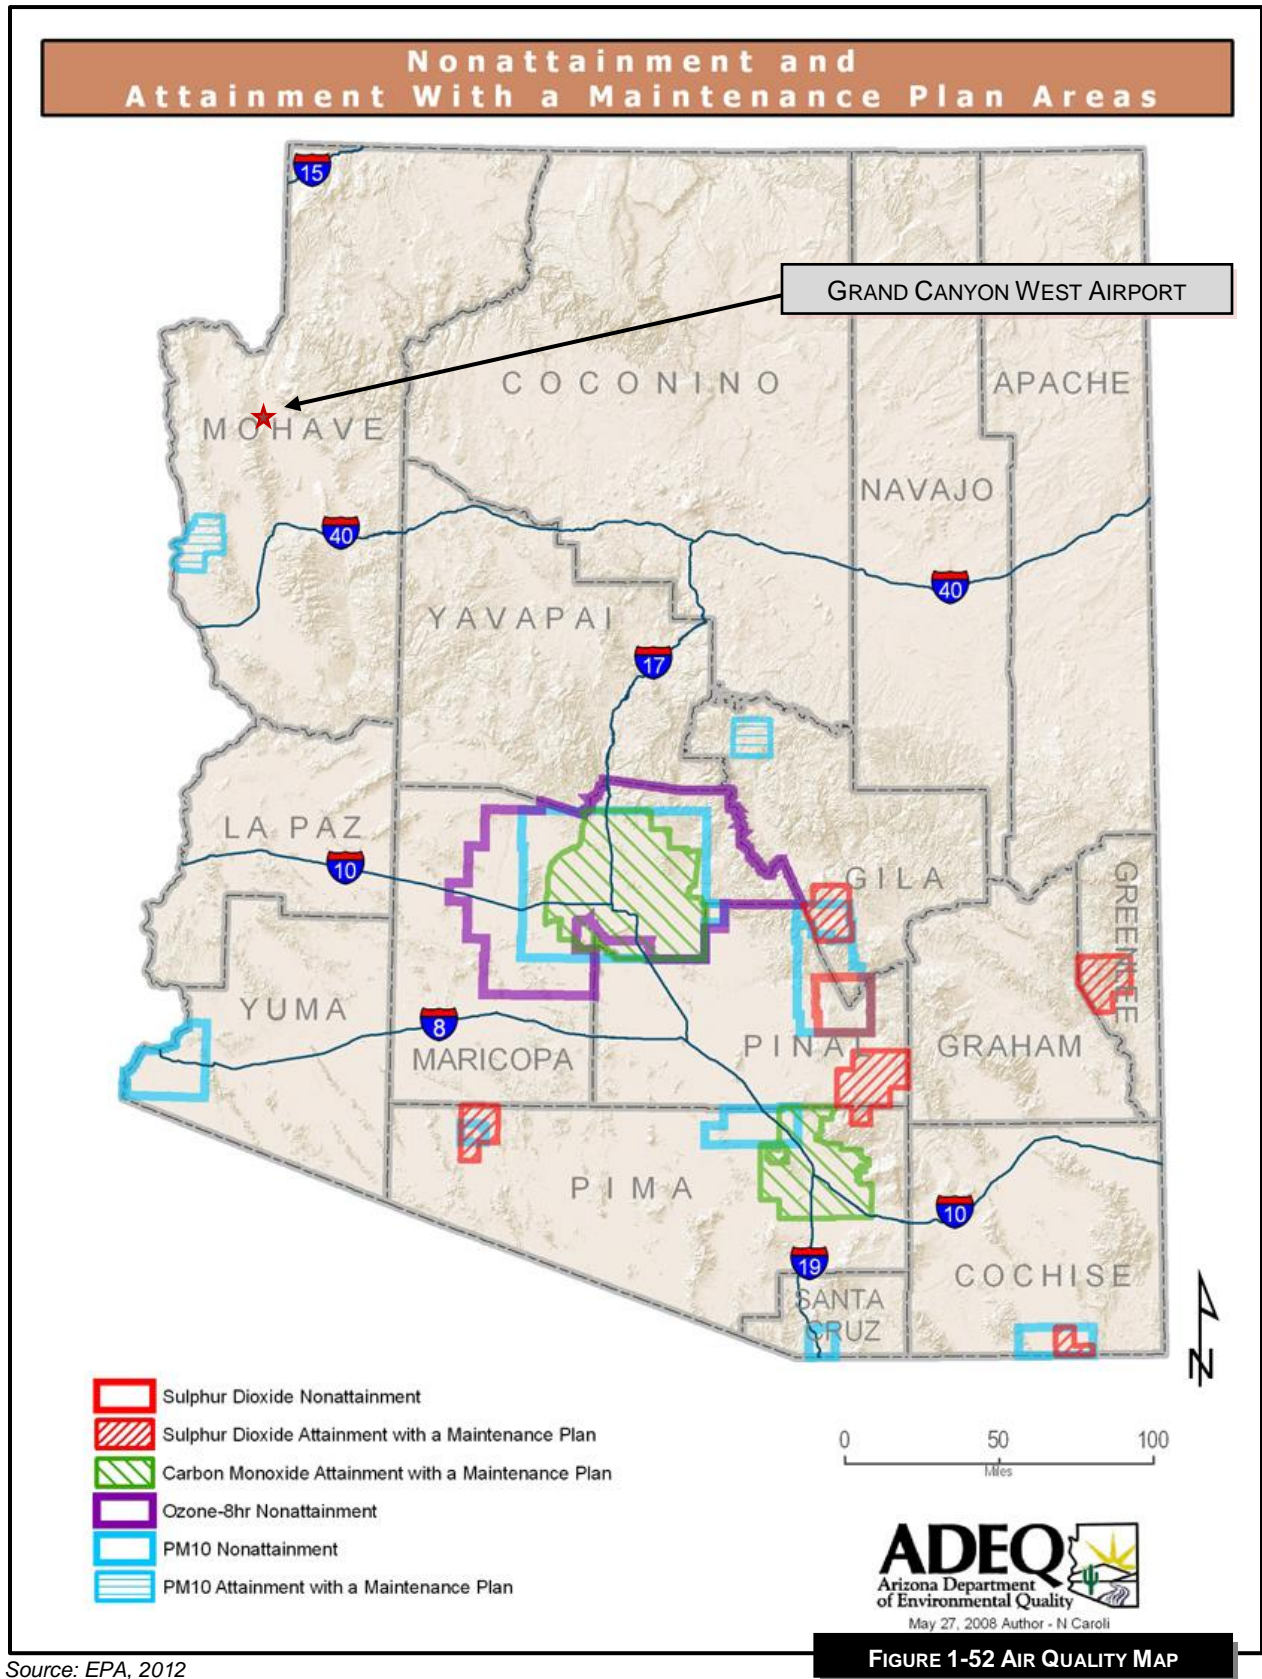 Nonattainment and
Attainment With a Maintenance Plan Areas
15
GRAND CANYON WEST AIRPORT
COCONINO
APACHE
MOHAVE
NAVAJO
40
40
YAVAPAI
17
LA PAZ
10
GILA
GREENLEE
YUMA
8
MARICOPA
PINAL
GRAHAM
PIMA
10
19
COCHISE
SANTA
CRUZ
N
Sulphur Dioxide Nonattainment
Sulphur Dioxide Attainment with a Maintenance Plan
Carbon Monoxide Attainment with a Maintenance Plan
Ozone-8hr Nonattainment
PM10 Nonattainment
PM10 Attainment with a Maintenance Plan
0 50 100
Miles
ADEQ
Arizona Department
of Environmental Quality
May 27, 2008 Author - N Caroli
FIGURE 1-52 AIR QUALITY MAP
Source: EPA, 2012